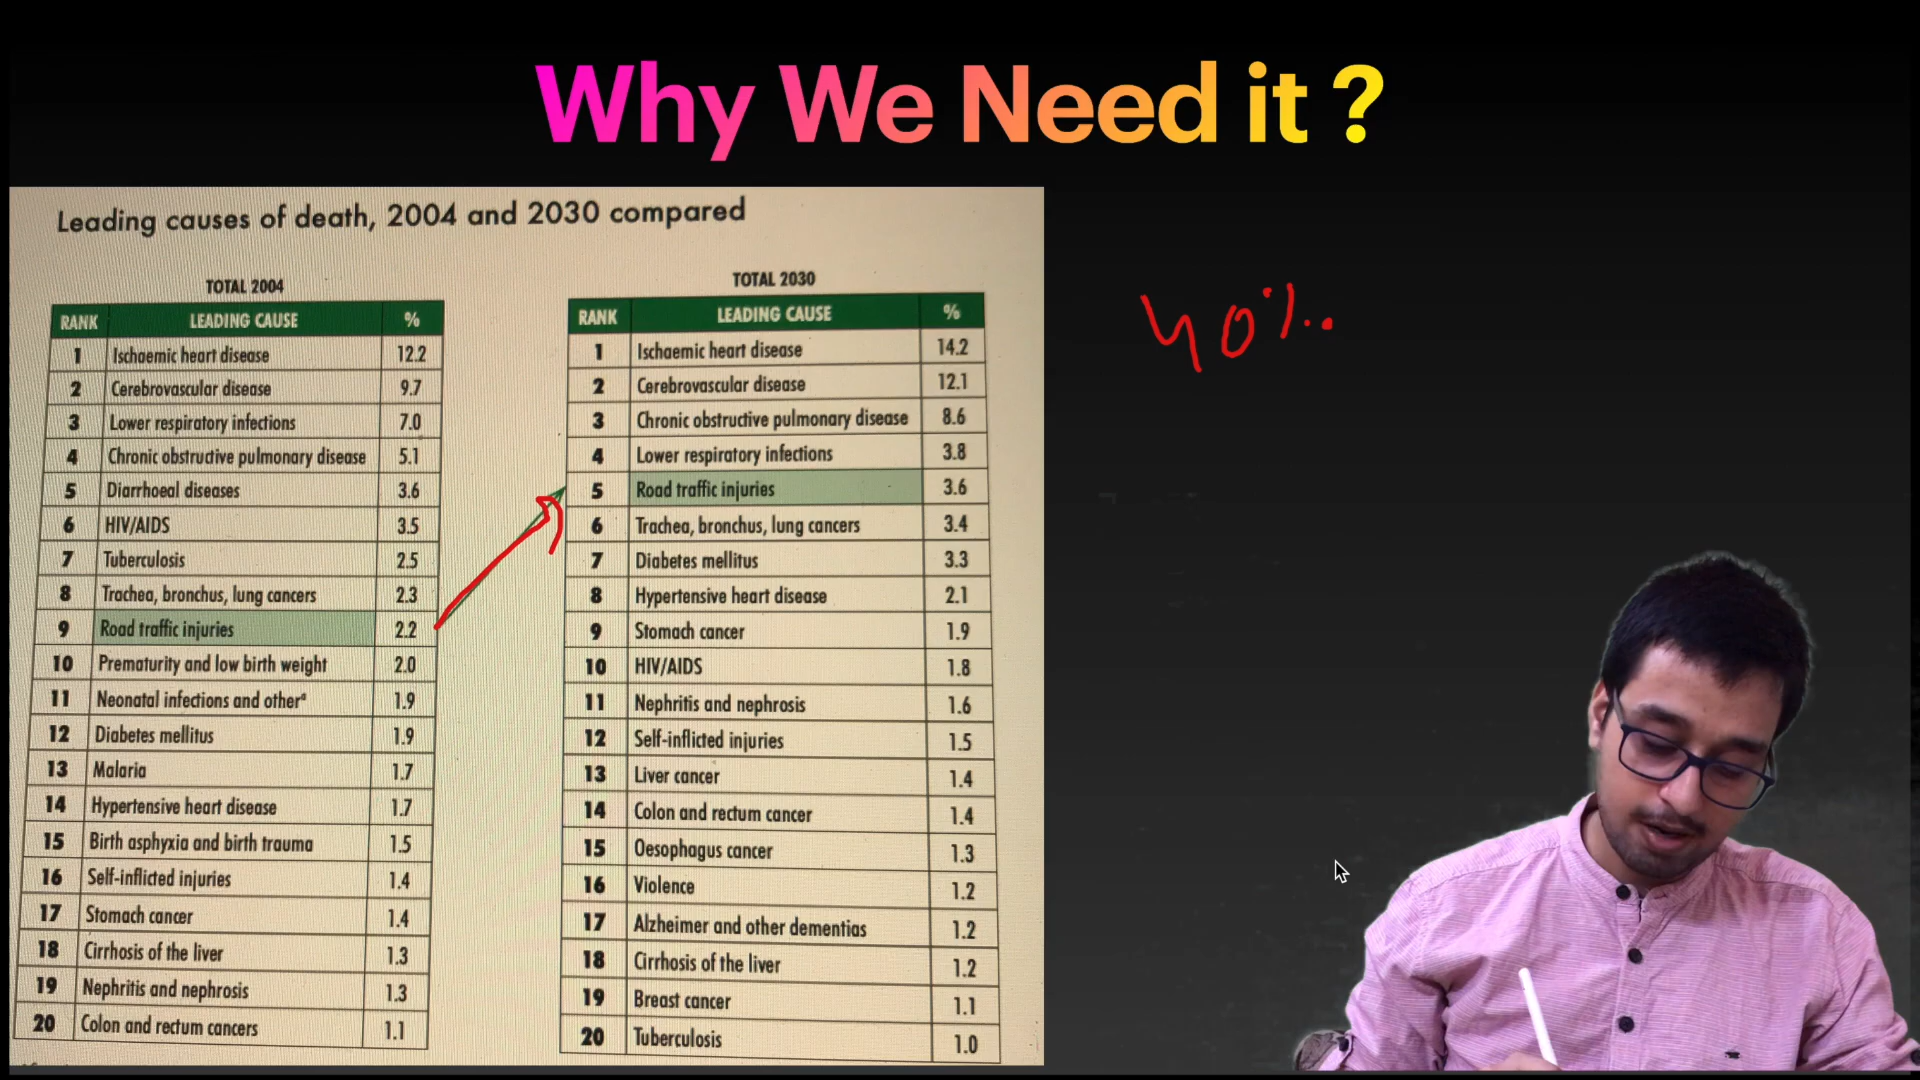 Why We Need it ?
Leading causes of death, 2004 and 2030 compared
TOTAL 2004
RANK LEADING CAUSE %
1 Ischaemic heart disease 12.2
2 Cerebrovascular disease 9.7
3 Lower respiratory infections 7.0
4 Chronic obstructive pulmonary disease 5.1
5 Diarrhoeal diseases 3.6
6 HIV/AIDS 3.5
7 Tuberculosis 2.5
8 Trachea, bronchus, lung cancers 2.3
9 Road traffic injuries 2.2
10 Prematurity and low birth weight 2.0
11 Neonatal infections and otherᵃ 1.9
12 Diabetes mellitus 1.9
13 Malaria 1.7
14 Hypertensive heart disease 1.7
15 Birth asphyxia and birth trauma 1.5
16 Self-inflicted injuries 1.4
17 Stomach cancer 1.4
18 Cirrhosis of the liver 1.3
19 Nephritis and nephrosis 1.3
20 Colon and rectum cancers 1.1
TOTAL 2030
RANK LEADING CAUSE %
1 Ischaemic heart disease 14.2
2 Cerebrovascular disease 12.1
3 Chronic obstructive pulmonary disease 8.6
4 Lower respiratory infections 3.8
5 Road traffic injuries 3.6
6 Trachea, bronchus, lung cancers 3.4
7 Diabetes mellitus 3.3
8 Hypertensive heart disease 2.1
9 Stomach cancer 1.9
10 HIV/AIDS 1.8
11 Nephritis and nephrosis 1.6
12 Self-inflicted injuries 1.5
13 Liver cancer 1.4
14 Colon and rectum cancer 1.4
15 Oesophagus cancer 1.3
16 Violence 1.2
17 Alzheimer and other dementias 1.2
18 Cirrhosis of the liver 1.2
19 Breast cancer 1.1
20 Tuberculosis 1.0
40%.